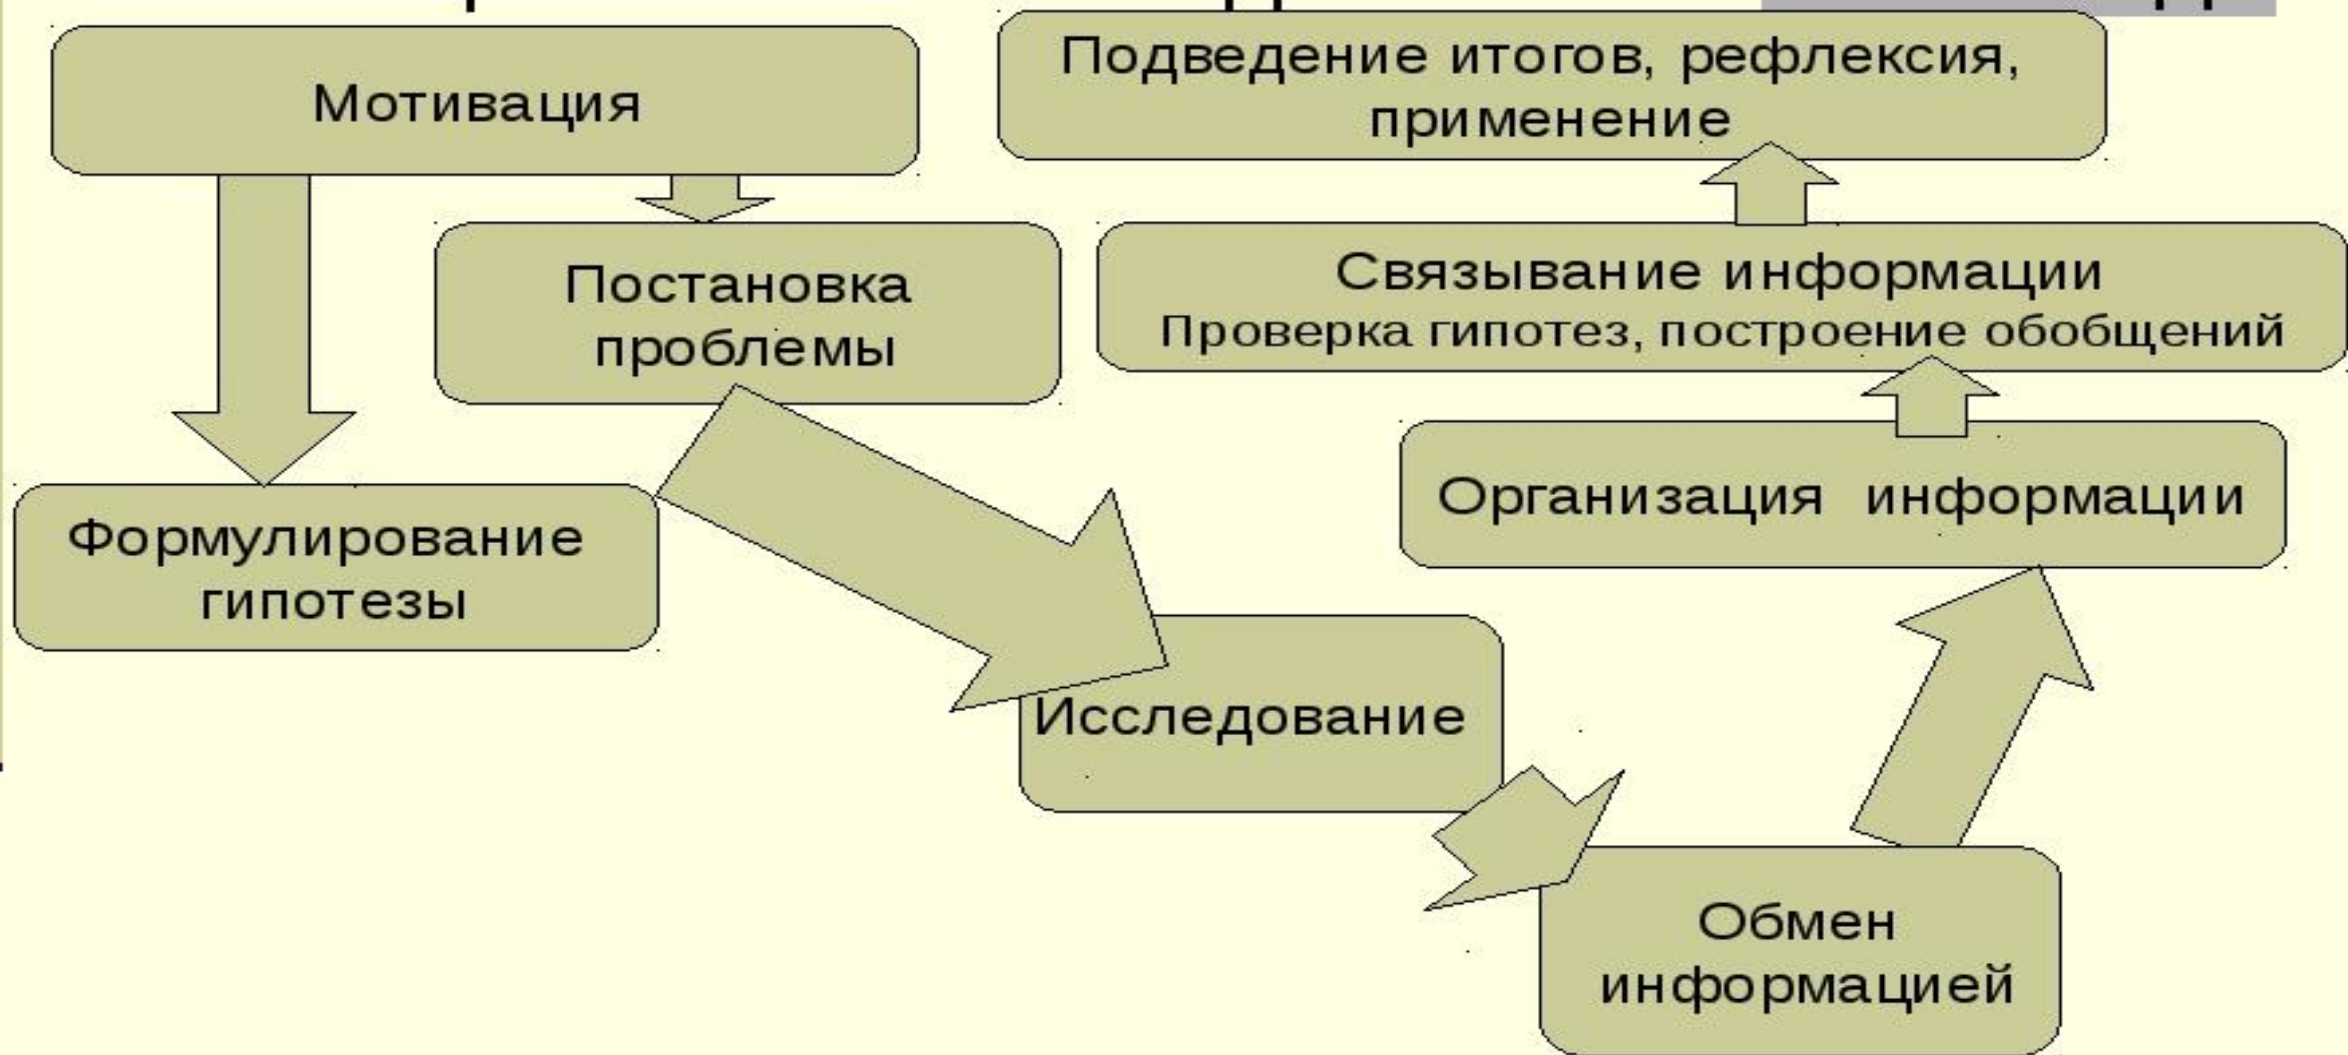 Мотивация
Постановка
проблемы
Формулирование
гипотезы
Исследование
Обмен
информацией
Организация информации
Связывание информации
Проверка гипотез, построение обобщений
Подведение итогов, рефлексия,
применение